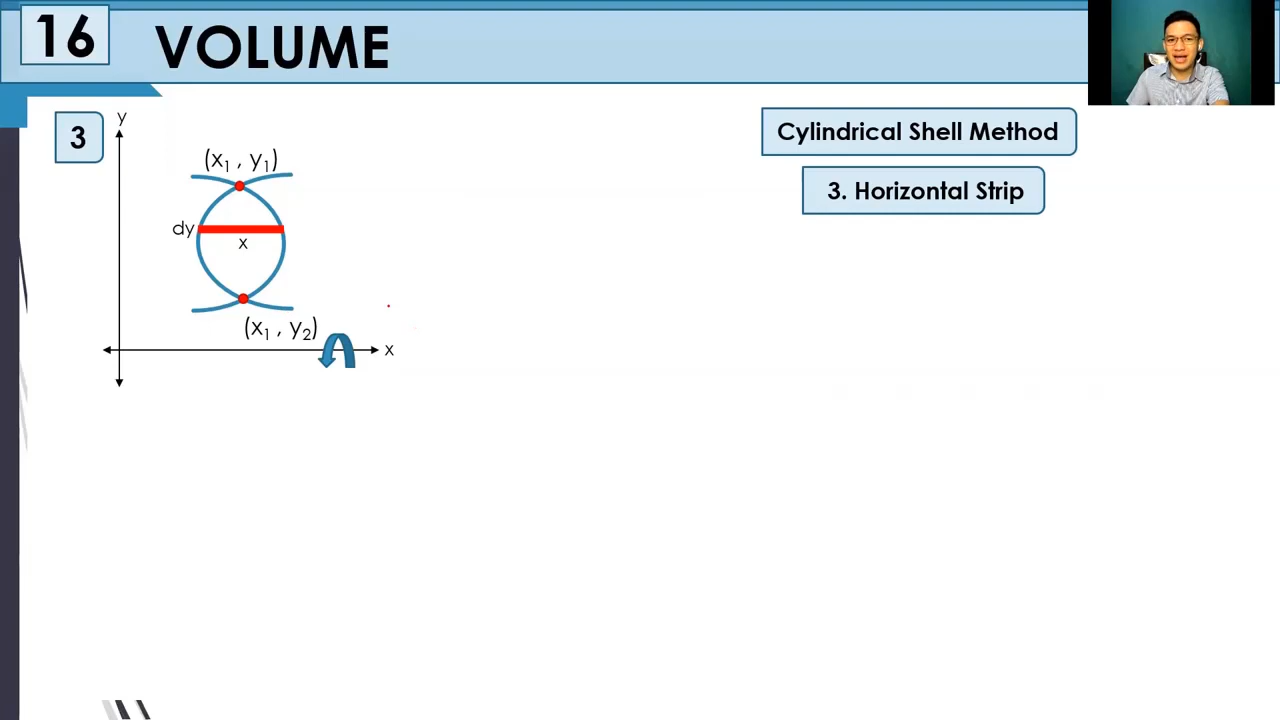 16 VOLUME
3
y
(x₁ , y₁)
dy
x
(x₁ , y₂)
x
Cylindrical Shell Method
3. Horizontal Strip